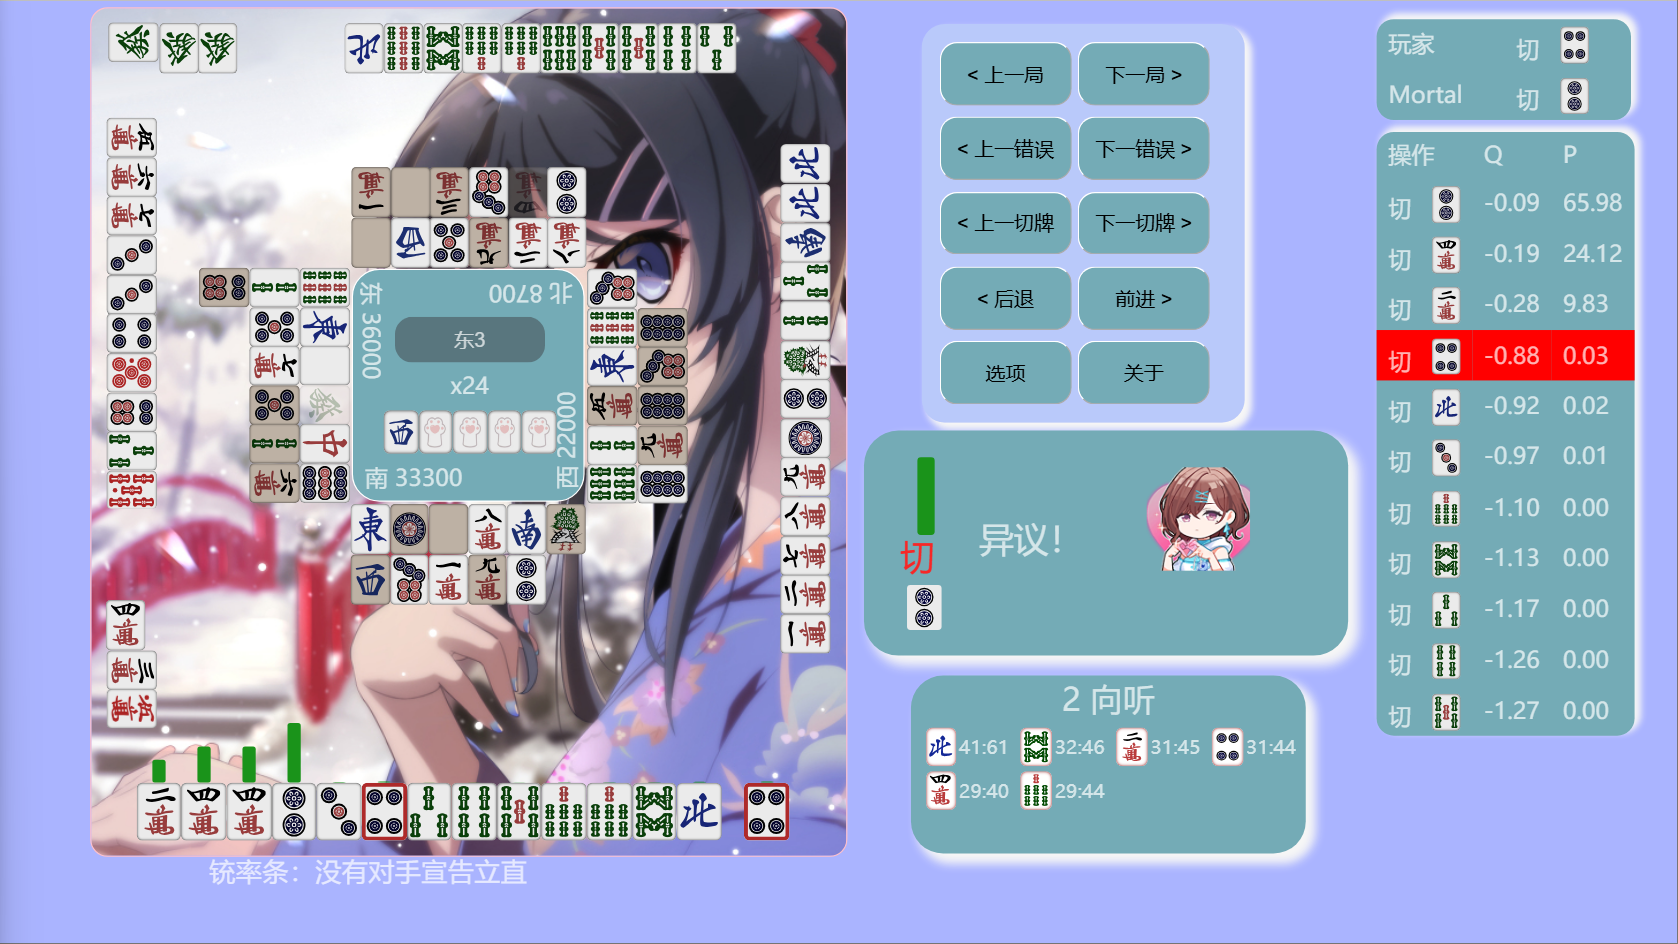 < 上一局
下一局 >
< 上一错误
下一错误 >
< 上一切牌
下一切牌 >
< 后退
前进 >
选项
关于
玩家 切
Mortal 切
操作 Q P
切 -0.09 65.98
切 -0.19 24.12
切 -0.28 9.83
切 -0.88 0.03
切 -0.92 0.02
切 -0.97 0.01
切 -1.10 0.00
切 -1.13 0.00
切 -1.17 0.00
切 -1.26 0.00
切 -1.27 0.00
北 8700
东 36000
东3
x24
西 22000
南 33300
切
异议！
2 向听
41:61 32:46 31:45 31:44
29:40 29:44
铳率条：没有对手宣告立直